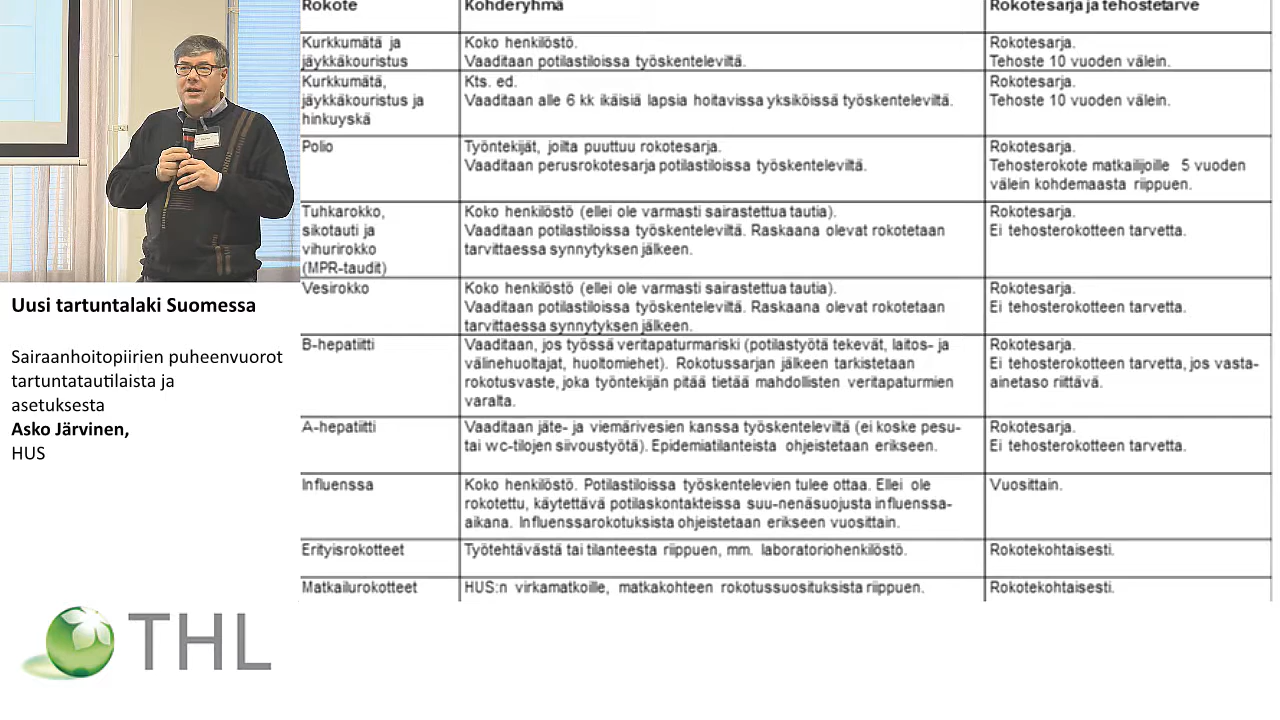 Uusi tartuntalaki Suomessa
Sairaanhoitopiirien puheenvuorot
tartuntatautilaista ja
asetuksesta
Asko Järvinen,
HUS
THL
Rokote
Kohderyhmä
Rokotesarja ja tehostetarve
Kurkkumätä ja
jäykkäkouristus
Koko henkilöstö.
Vaaditaan potilastiloissa työskenteleviltä.
Rokotesarja.
Tehoste 10 vuoden välein.
Kurkkumätä,
jäykkäkouristus ja
hinkuyskä
Kts. ed.
Vaaditaan alle 6 kk ikäisiä lapsia hoitavissa yksiköissä työskenteleviltä.
Rokotesarja.
Tehoste 10 vuoden välein.
Polio
Työntekijät, joilta puuttuu rokotesarja.
Vaaditaan perusrokotesarja potilastiloissa työskenteleviltä.
Rokotesarja.
Tehosterokote matkailijoille 5 vuoden
välein kohdemaasta riippuen.
Tuhkarokko,
sikotauti ja
vihurirokko
(MPR-taudit)
Koko henkilöstö (ellei ole varmasti sairastettua tautia).
Vaaditaan potilastiloissa työskenteleviltä. Raskaana olevat rokotetaan
tarvittaessa synnytyksen jälkeen.
Rokotesarja.
Ei tehosterokotteen tarvetta.
Vesirokko
Koko henkilöstö (ellei ole varmasti sairastettua tautia).
Vaaditaan potilastiloissa työskenteleviltä. Raskaana olevat rokotetaan
tarvittaessa synnytyksen jälkeen.
Rokotesarja.
Ei tehosterokotteen tarvetta.
B-hepatiitti
Vaaditaan, jos työssä veritapaturmariski (potilastyötä tekevät, laitos- ja
välinehuoltajat, huoltomiehet). Rokotussarjan jälkeen tarkistetaan
rokotusvaste, joka työntekijän pitää tietää mahdollisten veritapaturmien
varalta.
Rokotesarja.
Ei tehosterokotteen tarvetta, jos vasta-
ainetaso riittävä.
A-hepatiitti
Vaaditaan jäte- ja viemärivesien kanssa työskenteleviltä (ei koske pesu-
tai wc-tilojen siivoustyötä). Epidemiatilanteista ohjeistetaan erikseen.
Rokotesarja.
Ei tehosterokotteen tarvetta.
Influenssa
Koko henkilöstö. Potilastiloissa työskentelevien tulee ottaa. Ellei ole
rokotettu, käytettävä potilaskontakteissa suu-nenäsuojusta influenssa-
aikana. Influenssarokotuksista ohjeistetaan erikseen vuosittain.
Vuosittain.
Erityisrokotteet
Työtehtävästä tai tilanteesta riippuen, mm. laboratoriohenkilöstö.
Rokotekohtaisesti.
Matkailurokotteet
HUS:n virkamatkoille, matkakohteen rokotussuosituksista riippuen.
Rokotekohtaisesti.